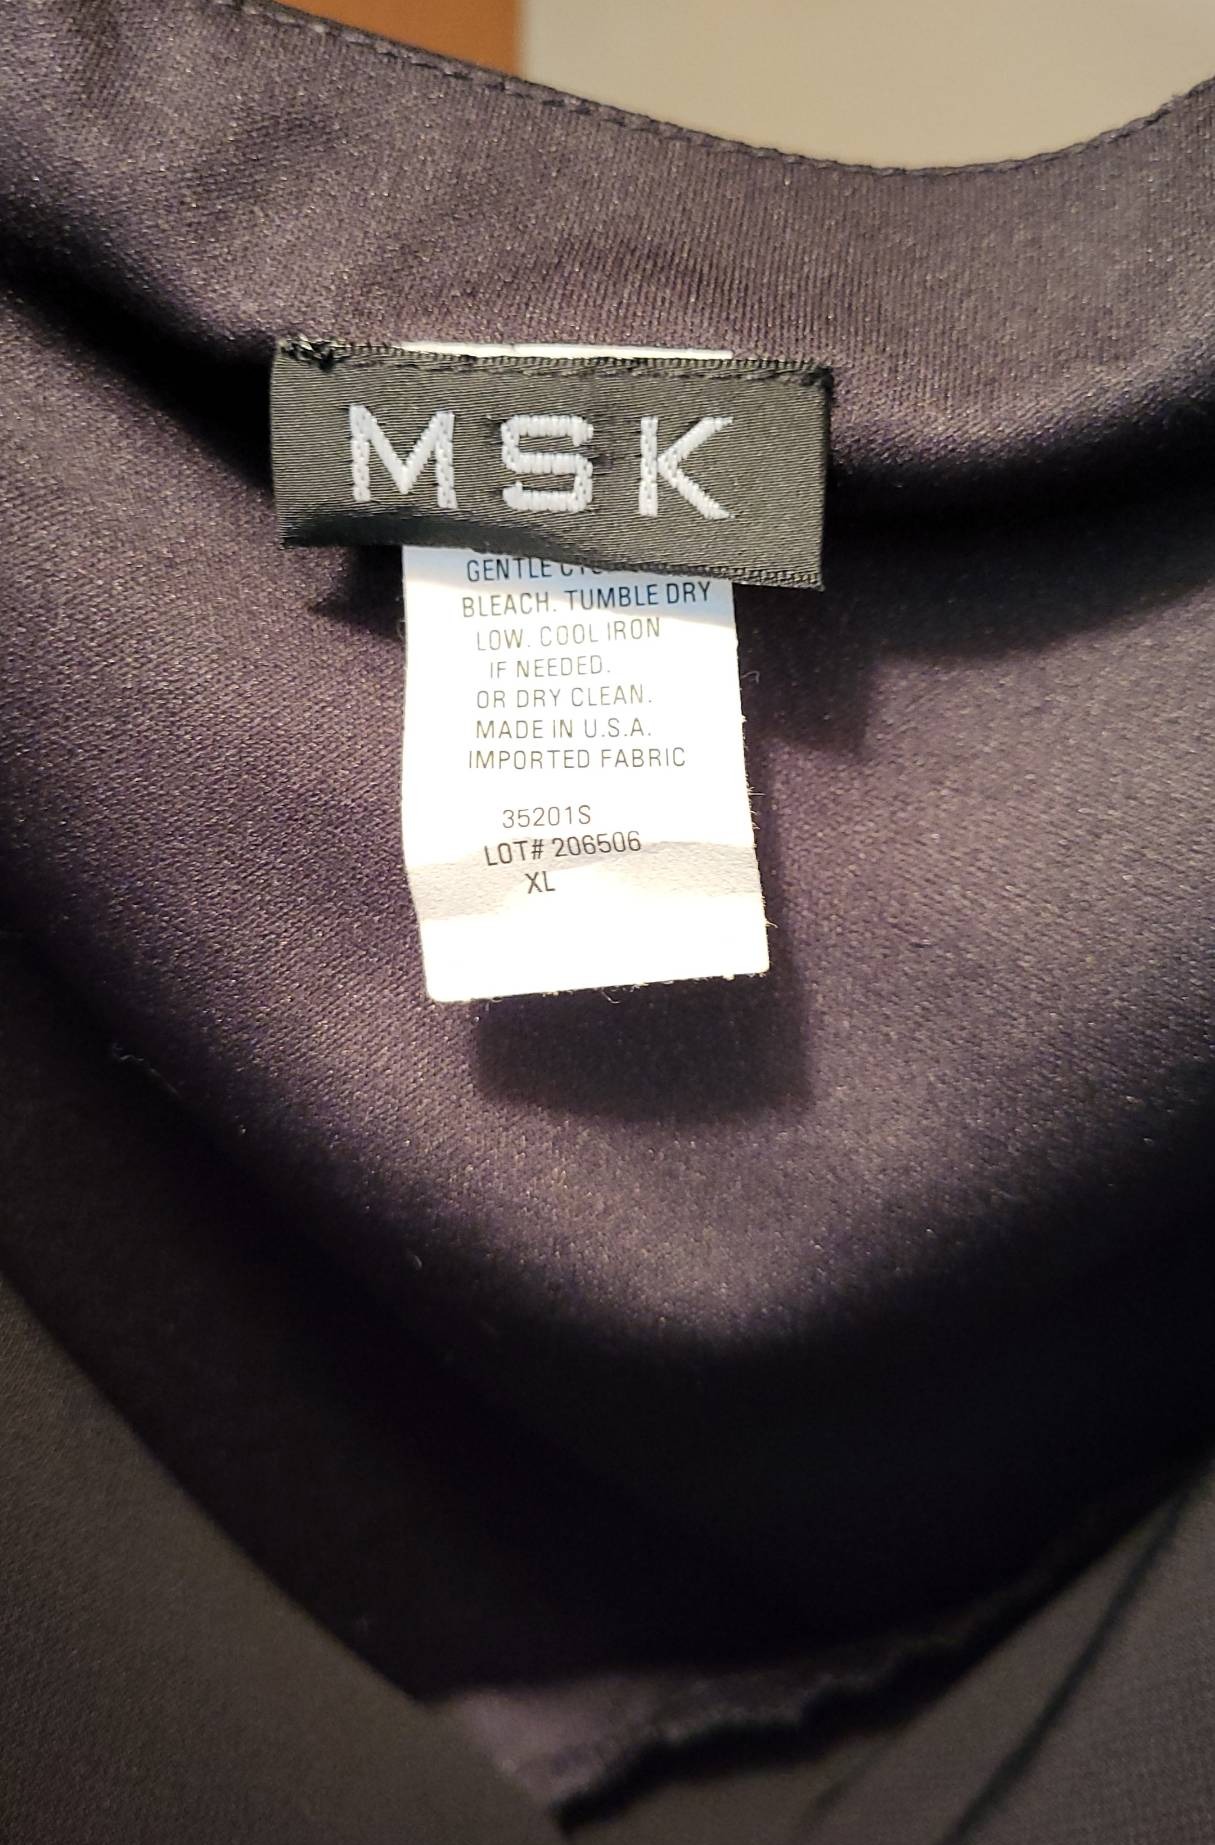 MSK
GENTLE
BLEACH. TUMBLE DRY
LOW. COOL IRON
IF NEEDED.
OR DRY CLEAN.
MADE IN U.S.A.
IMPORTED FABRIC
35201S
LOT# 206506
XL